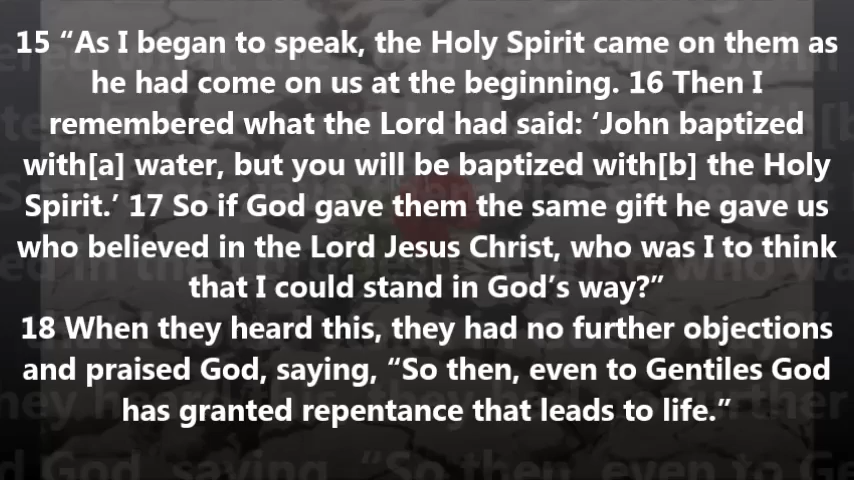 15 “As I began to speak, the Holy Spirit came on them as
he had come on us at the beginning. 16 Then I
remembered what the Lord had said: ‘John baptized
with[a] water, but you will be baptized with[b] the Holy
Spirit.’ 17 So if God gave them the same gift he gave us
who believed in the Lord Jesus Christ, who was I to think
that I could stand in God’s way?”
18 When they heard this, they had no further objections
and praised God, saying, “So then, even to Gentiles God
has granted repentance that leads to life.”